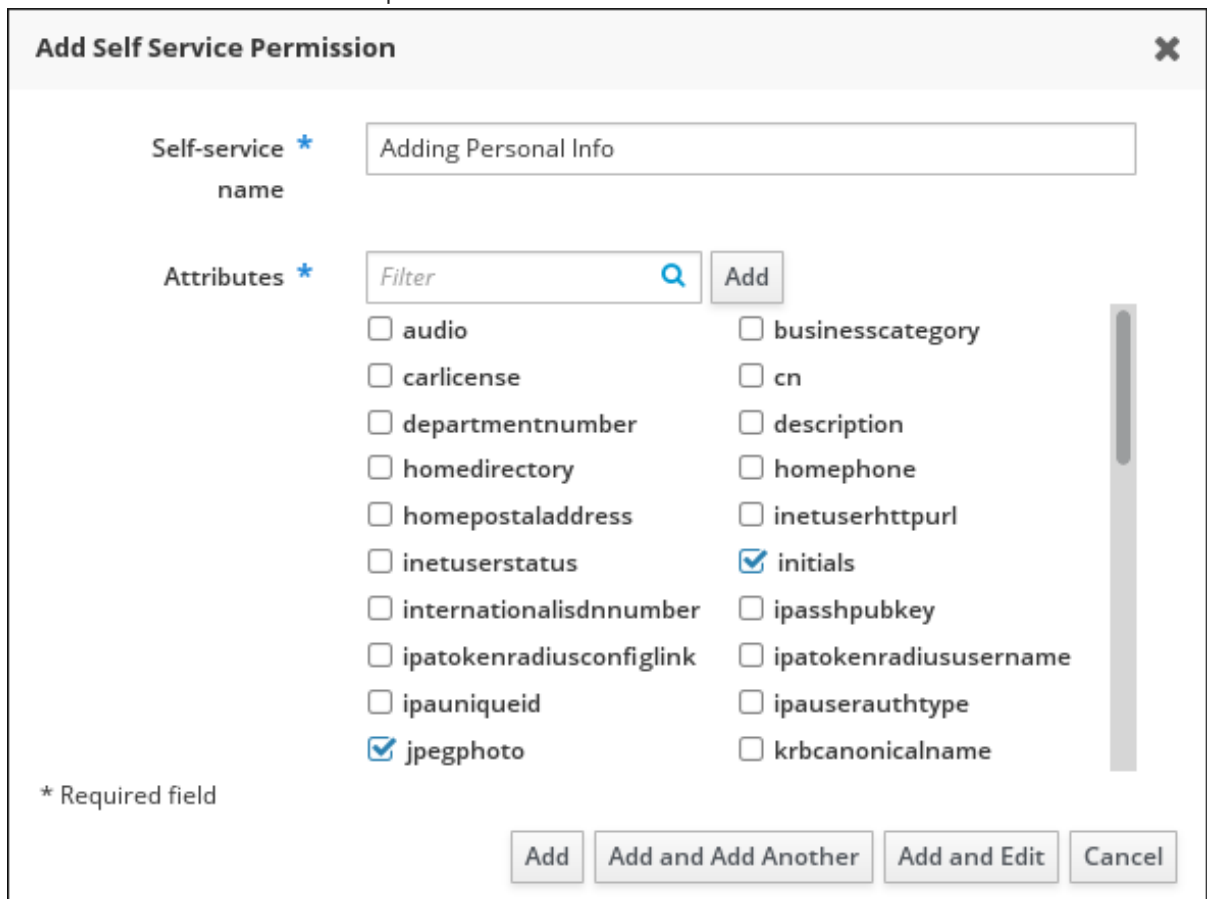 Add Self Service Permission
Self-service * Adding Personal Info
name
Attributes * Filter Add
audio businesscategory
carlicense cn
departmentnumber description
homedirectory homephone
homepostaladdress inetuserhttpurl
inetuserstatus initials
internationalisdnnumber ipasshpubkey
ipatokenradiusconfiglink ipatokenradiususername
ipauniqueid ipauserauthtype
jpegphoto krbcanonicalname
* Required field
Add Add and Add Another Add and Edit Cancel